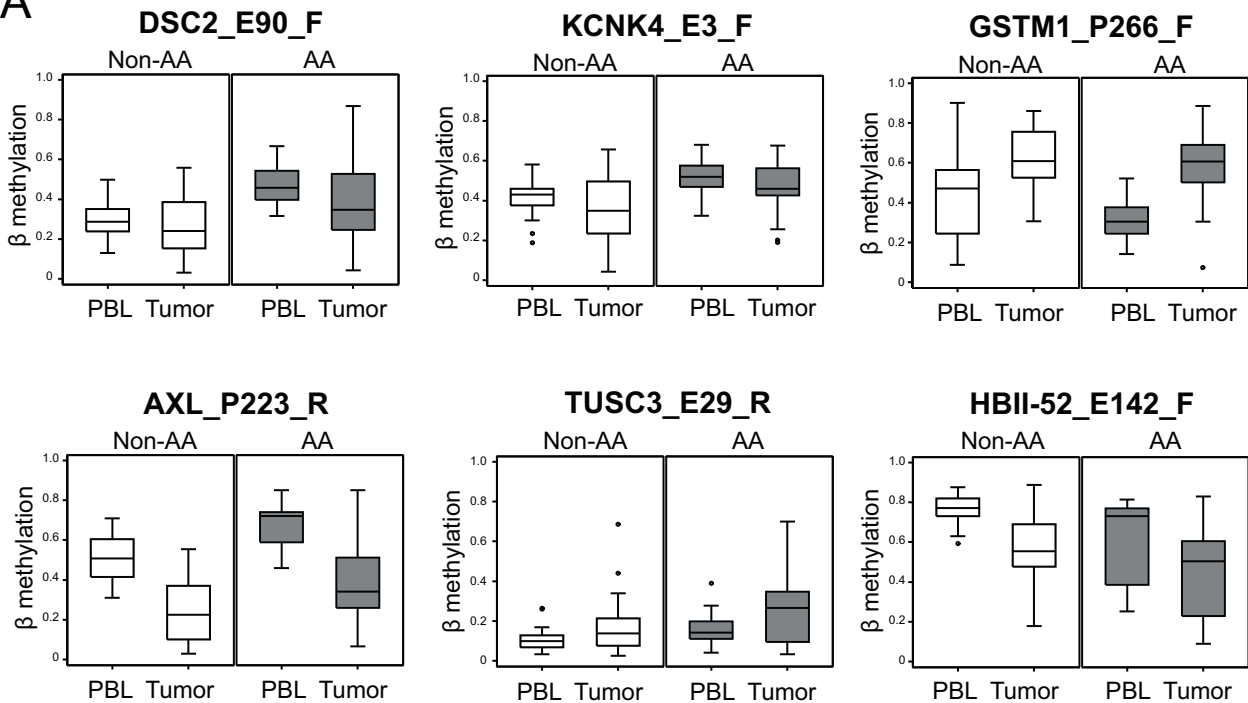 A
DSC2_E90_F
Non-AA AA
β methylation
1.0
0.8
0.6
0.4
0.2
0
PBL Tumor PBL Tumor
KCNK4_E3_F
Non-AA AA
β methylation
1.0
0.8
0.6
0.4
0.2
0
PBL Tumor PBL Tumor
GSTM1_P266_F
Non-AA AA
β methylation
1.0
0.8
0.6
0.4
0.2
0
PBL Tumor PBL Tumor
AXL_P223_R
Non-AA AA
β methylation
1.0
0.8
0.6
0.4
0.2
0
PBL Tumor PBL Tumor
TUSC3_E29_R
Non-AA AA
β methylation
1.0
0.8
0.6
0.4
0.2
0
PBL Tumor PBL Tumor
HBII-52_E142_F
Non-AA AA
β methylation
1.0
0.8
0.6
0.4
0.2
0
PBL Tumor PBL Tumor